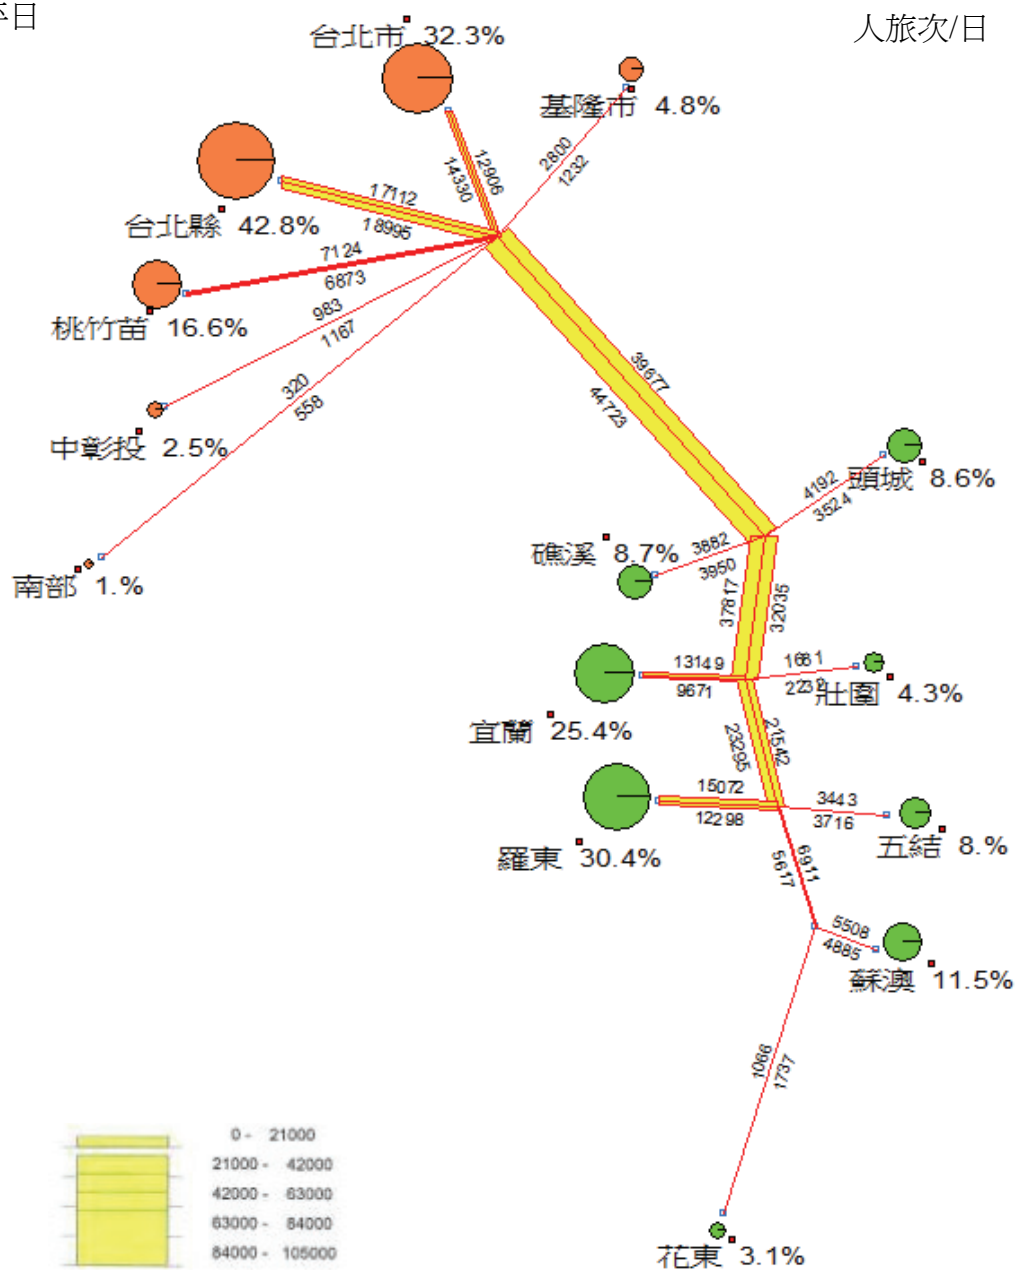 日
人旅次/日
台北市 32.3%
基隆市 4.8%
12906
14330
2800
1232
17112
18995
台北縣 42.8%
7124
6873
桃竹苗 16.6%
983
1167
320
558
中彰投 2.5%
南部 1.%
39677
44723
頭城 8.6%
4192
3524
礁溪 8.7%
3882
3950
37817
32035
13149
9671
宜蘭 25.4%
1681
壯圍 4.3%
23295
21542
15072
12298
羅東 30.4%
3443
3716
五結 8.%
6911
5617
5508
4885
蘇澳 11.5%
1066
1737
花東 3.1%
0 - 21000
21000 - 42000
42000 - 63000
63000 - 84000
84000 - 105000